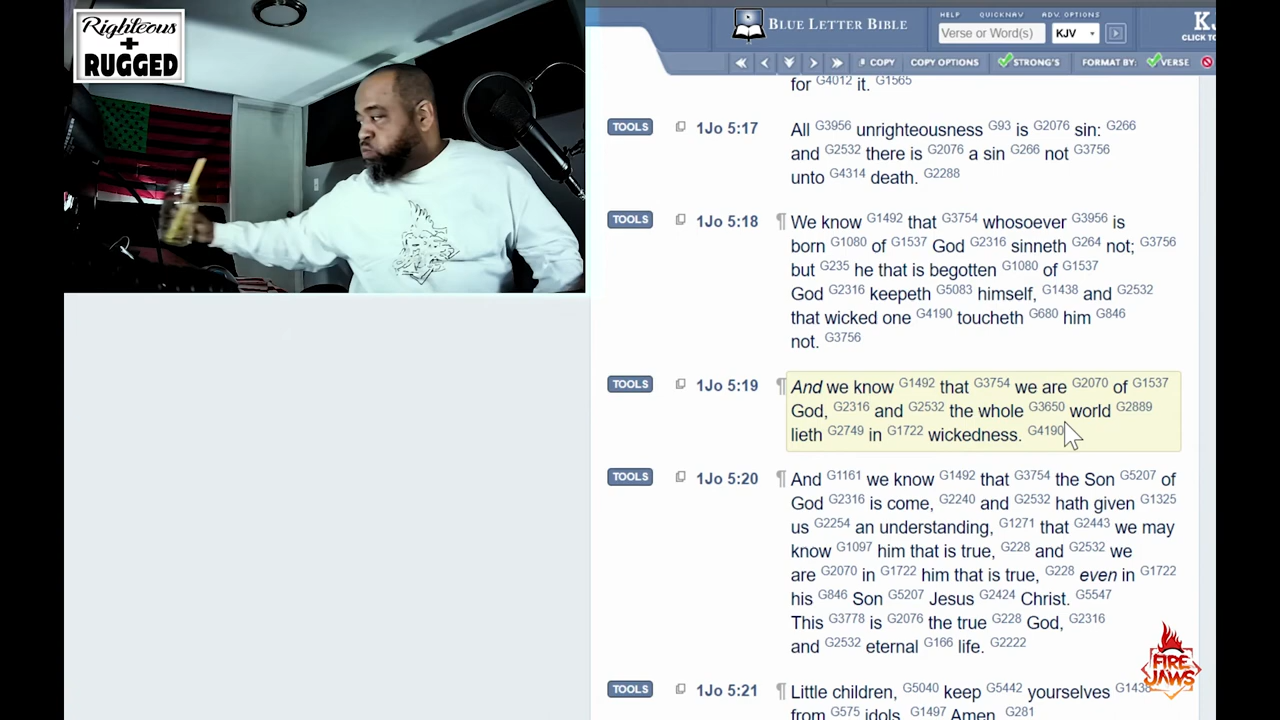 Righteous
+
RUGGED
BLUE LETTER BIBLE
HELP QUICKNAV ADV. OPTIONS
Verse or Word(s) KJV
CLICK TO
COPY COPY OPTIONS STRONG'S FORMAT BY: VERSE
for G4012 it. G1565
TOOLS 1Jo 5:17 All G3956 unrighteousness G93 is G2076 sin: G266
and G2532 there is G2076 a sin G266 not G3756
unto G4314 death. G2288
TOOLS 1Jo 5:18 ¶ We know G1492 that G3754 whosoever G3956 is
born G1080 of G1537 God G2316 sinneth G264 not; G3756
but G235 he that is begotten G1080 of G1537
God G2316 keepeth G5083 himself, G1438 and G2532
that wicked one G4190 toucheth G680 him G846
not. G3756
TOOLS 1Jo 5:19 ¶ And we know G1492 that G3754 we are G2070 of G1537
God, G2316 and G2532 the whole G3650 world G2889
lieth G2749 in G1722 wickedness. G4190
TOOLS 1Jo 5:20 ¶ And G1161 we know G1492 that G3754 the Son G5207 of
God G2316 is come, G2240 and G2532 hath given G1325
us G2254 an understanding, G1271 that G2443 we may
know G1097 him that is true, G228 and G2532 we
are G2070 in G1722 him that is true, G228 even in G1722
his G846 Son G5207 Jesus G2424 Christ. G5547
This G3778 is G2076 the true G228 God, G2316
and G2532 eternal G166 life. G2222
TOOLS 1Jo 5:21 ¶ Little children, G5040 keep G5442 yourselves G1438
from G575 idols. G1497 Amen. G281
FIRE
JAWS